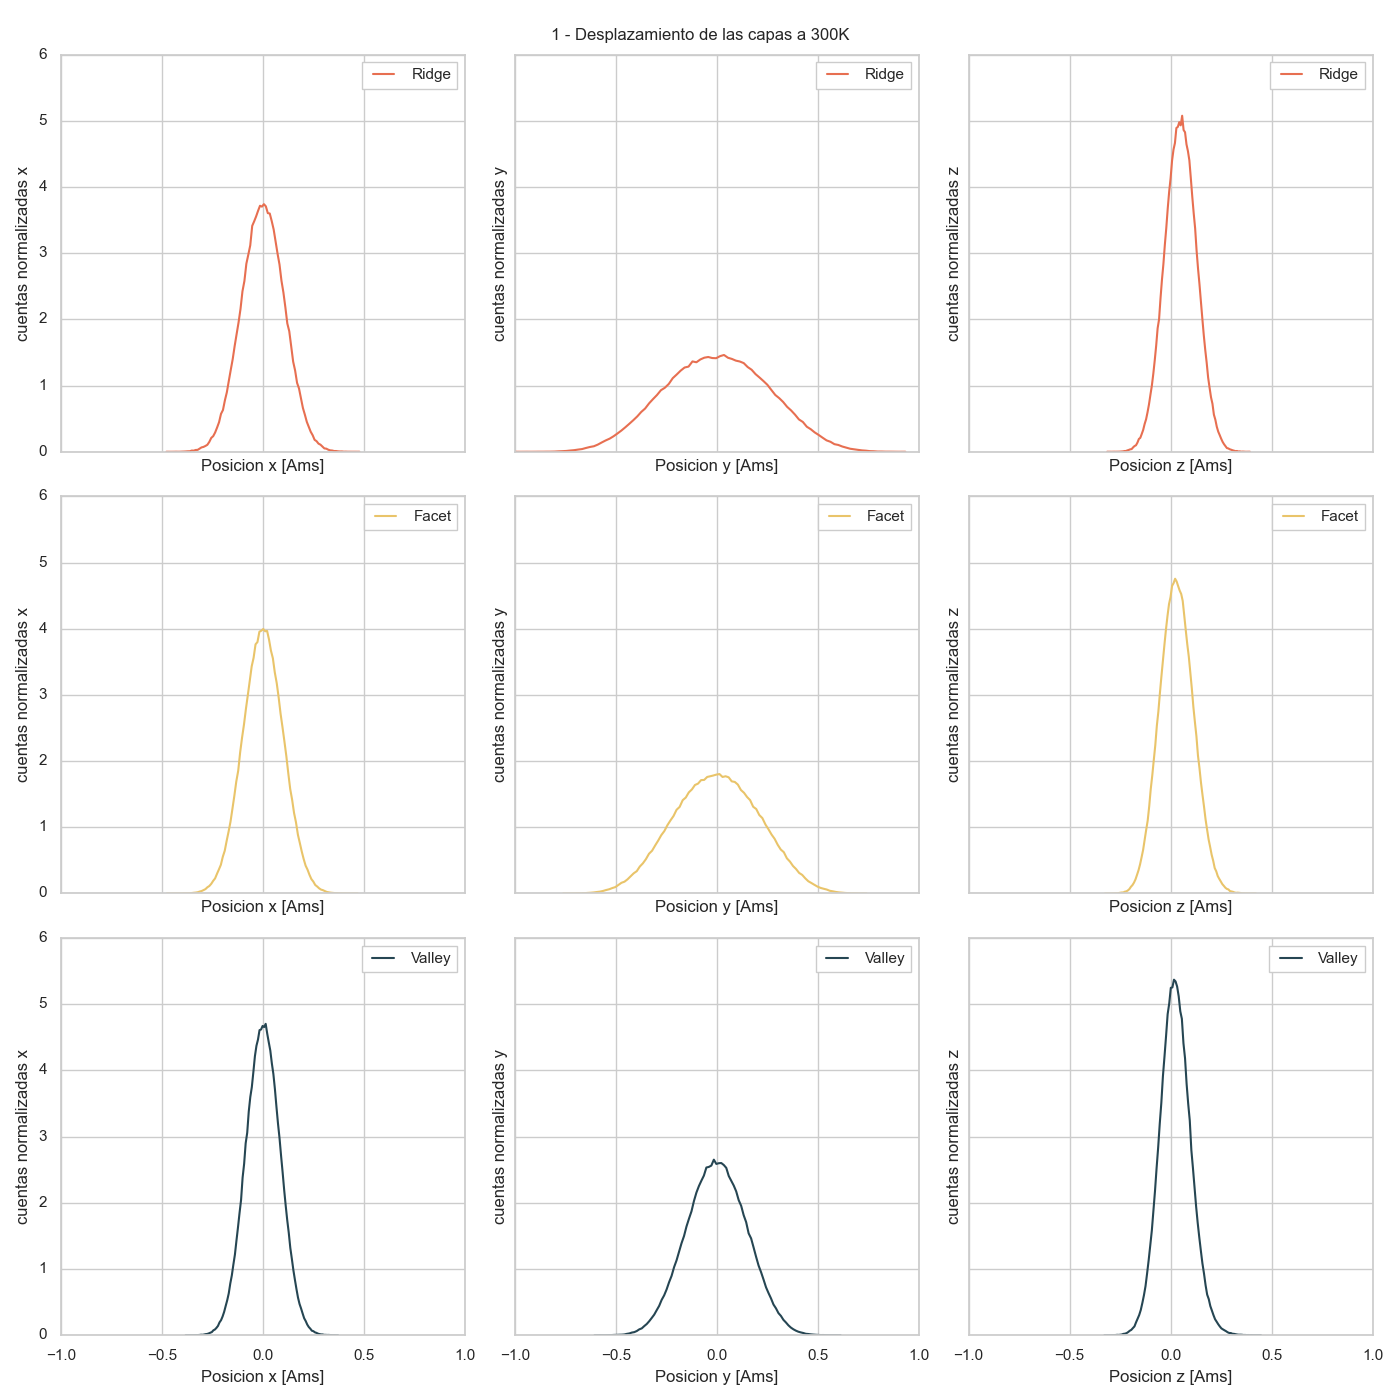 1 - Desplazamiento de las capas a 300K
6
5
4
3
2
1
0
cuentas normalizadas x
Ridge
Posicion x [Ams]
cuentas normalizadas y
Ridge
Posicion y [Ams]
cuentas normalizadas z
Ridge
Posicion z [Ams]
6
5
4
3
2
1
0
cuentas normalizadas x
Facet
Posicion x [Ams]
cuentas normalizadas y
Facet
Posicion y [Ams]
cuentas normalizadas z
Facet
Posicion z [Ams]
6
5
4
3
2
1
0
cuentas normalizadas x
Valley
−1.0 −0.5 0.0 0.5 1.0
Posicion x [Ams]
cuentas normalizadas y
Valley
−1.0 −0.5 0.0 0.5 1.0
Posicion y [Ams]
cuentas normalizadas z
Valley
−1.0 −0.5 0.0 0.5 1.0
Posicion z [Ams]